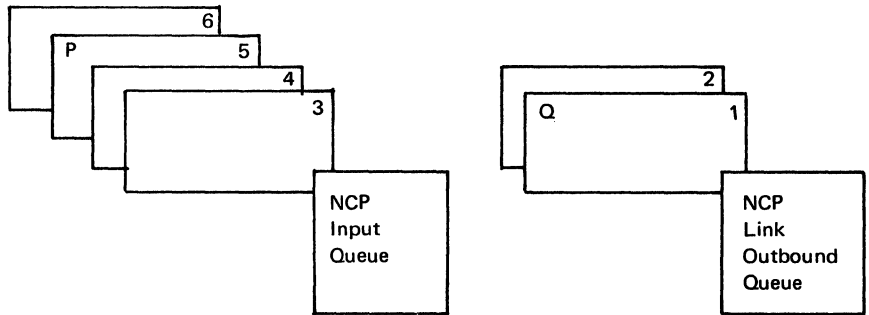 6
P 5
4
3
NCP
Input
Queue
2
Q 1
NCP
Link
Outbound
Queue